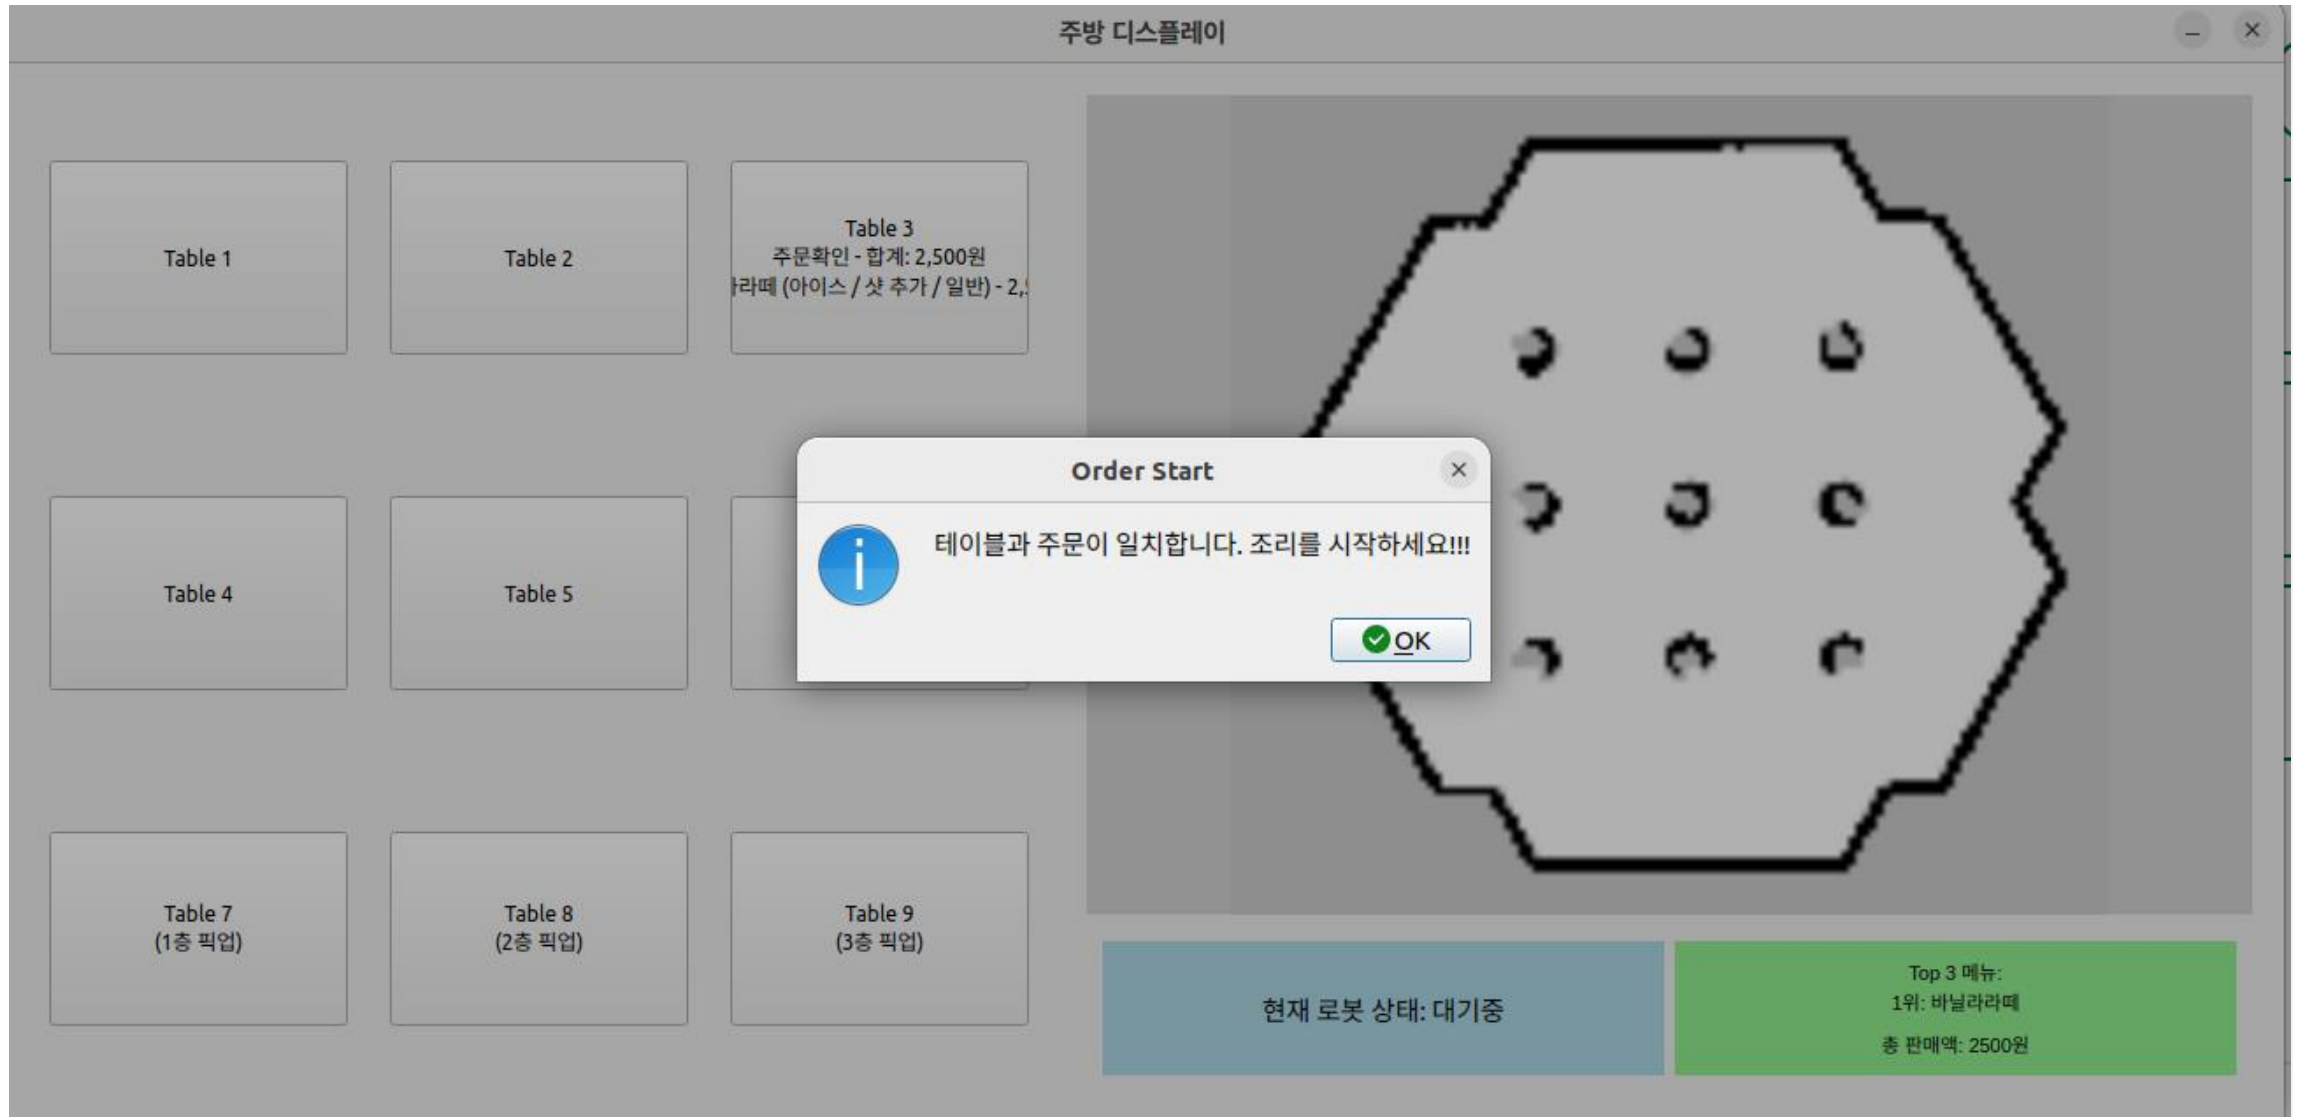 주방 디스플레이
Table 1
Table 2
Table 3
주문확인 - 합계: 2,500원
라떼 (아이스 / 샷 추가 / 일반) - 2,
Order Start
테이블과 주문이 일치합니다. 조리를 시작하세요!!!
OK
Table 4
Table 5
Table 7
(1층 픽업)
Table 8
(2층 픽업)
Table 9
(3층 픽업)
현재 로봇 상태: 대기중
Top 3 메뉴:
1위: 바닐라라떼
총 판매액: 2500원